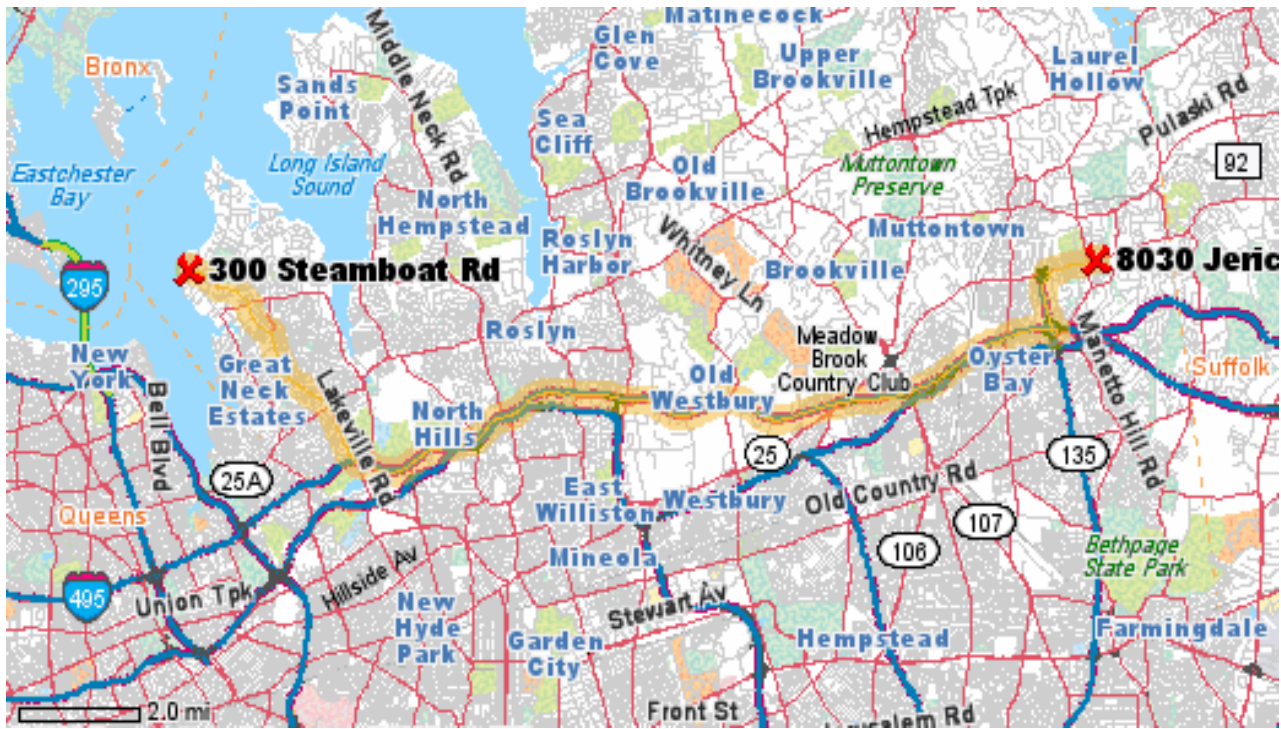 Matinecock
Glen
Cove
Upper
Brookville
Laurel
Hollow
Middle Neck Rd
Bronx
Sands
Point
Hempstead Tpk
Pulaski Rd
Sea
Cliff
92
Eastchester
Bay
Long Island
Sound
Old
Brookville
Muttontown
Preserve
North
Hempstead
Muttontown
Roslyn
Harbor
Whitney Ln
Brookville
295
300 Steamboat Rd
8030 Jeric
Roslyn
Meadow
Brook
Country Club
New
York
Great
Neck
Estates
Lakeville Rd
Old
Westbury
Oyster
Bay
Manetto Hill Rd
Suffolk
Bell Blvd
North
Hills
25A
25
135
East
Williston
Westbury
Old Country Rd
Queens
107
106
Mineola
Bethpage
State Park
495
Union Tpk
Hillside Av
New
Hyde
Park
Stewart Av
Garden
City
Hempstead
Farmingdale
2.0 mi
Front St
Rd